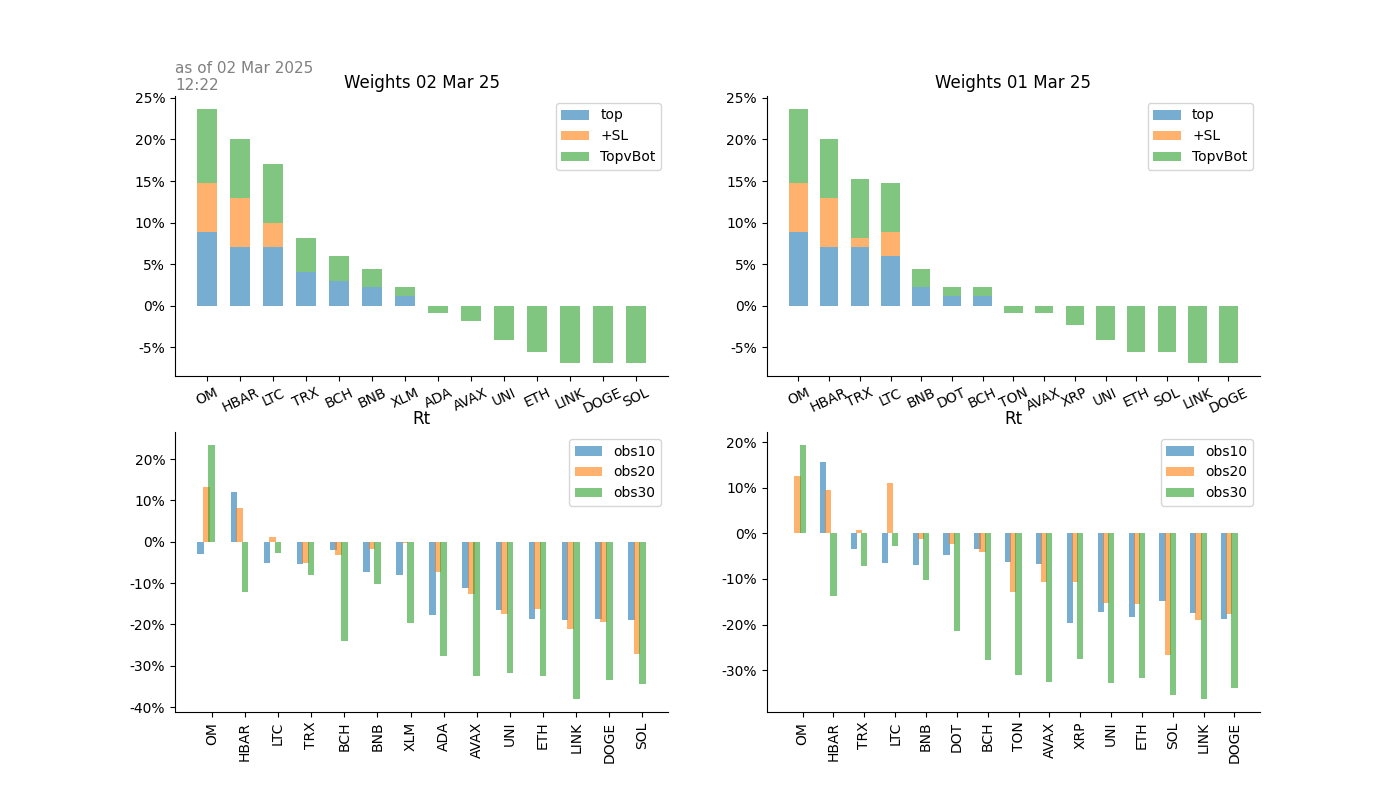 as of 02 Mar 2025
12:22
Weights 02 Mar 25
25%
20%
15%
10%
5%
0%
-5%
top
+SL
TopvBot
OM HBAR LTC TRX BCH BNB XLM ADA AVAX UNI ETH LINK DOGE SOL
Weights 01 Mar 25
25%
20%
15%
10%
5%
0%
-5%
top
+SL
TopvBot
OM HBAR TRX LTC BNB DOT BCH TON AVAX XRP UNI ETH SOL LINK DOGE
Rt
20%
10%
0%
-10%
-20%
-30%
-40%
obs10
obs20
obs30
OM HBAR LTC TRX BCH BNB XLM ADA AVAX UNI ETH LINK DOGE SOL
Rt
20%
10%
0%
-10%
-20%
-30%
obs10
obs20
obs30
OM HBAR TRX LTC BNB DOT BCH TON AVAX XRP UNI ETH SOL LINK DOGE